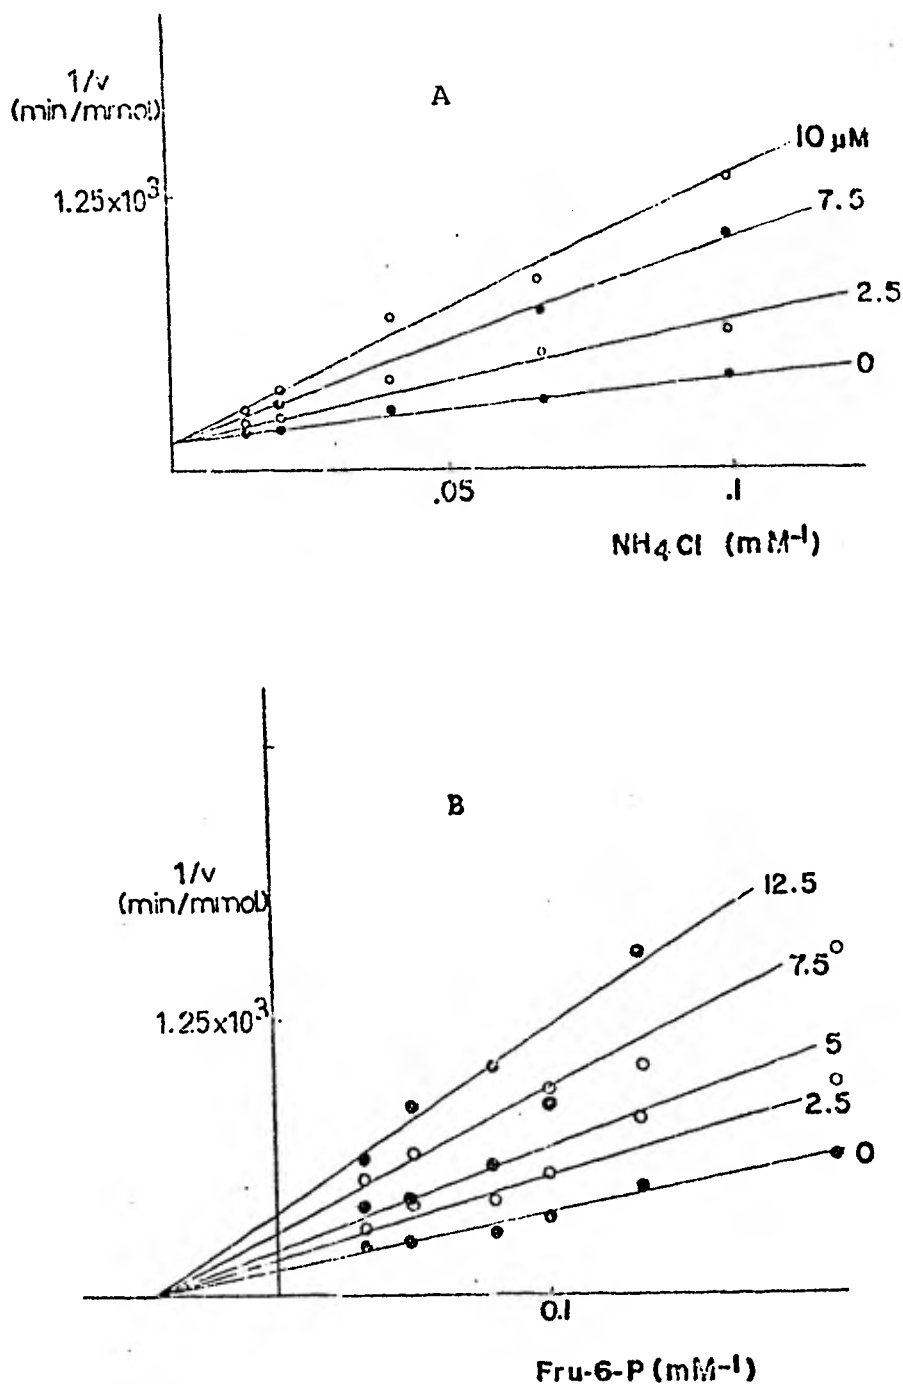 1/v
(min/mmol)
A
10 µM
1.25x10³
7.5
2.5
0
.05
.1
NH₄Cl (mM⁻¹)
B
1/v
(min/mmol)
12.5
7.5
1.25x10³
5
2.5
0
0.1
Fru-6-P (mM⁻¹)